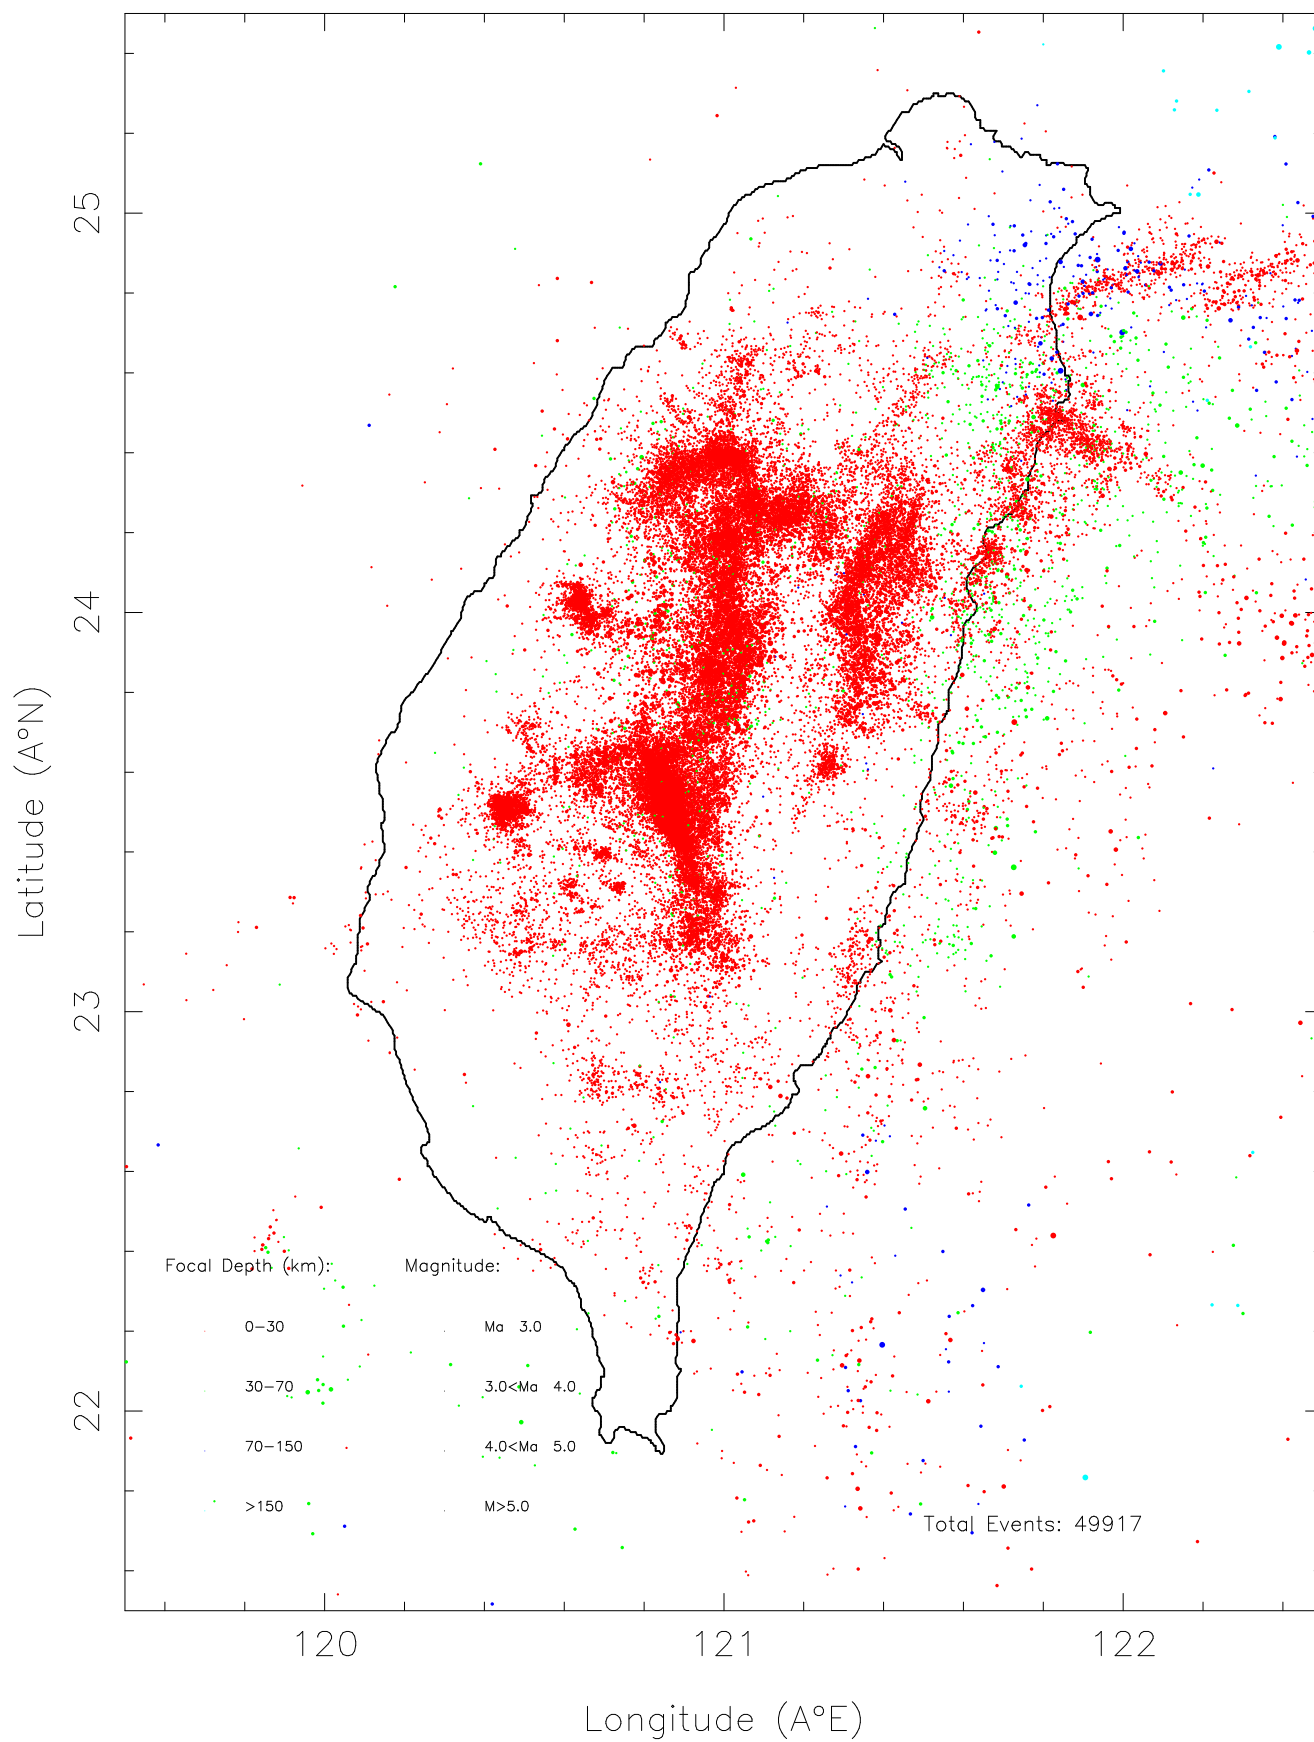 25
24
23
22
Latitude (A°N)
Focal Depth (km): Magnitude:
0-30 Ma 3.0
30-70 3.0<Ma 4.0
70-150 4.0<Ma 5.0
>150 M>5.0
Total Events: 49917
120 121 122
Longitude (A°E)